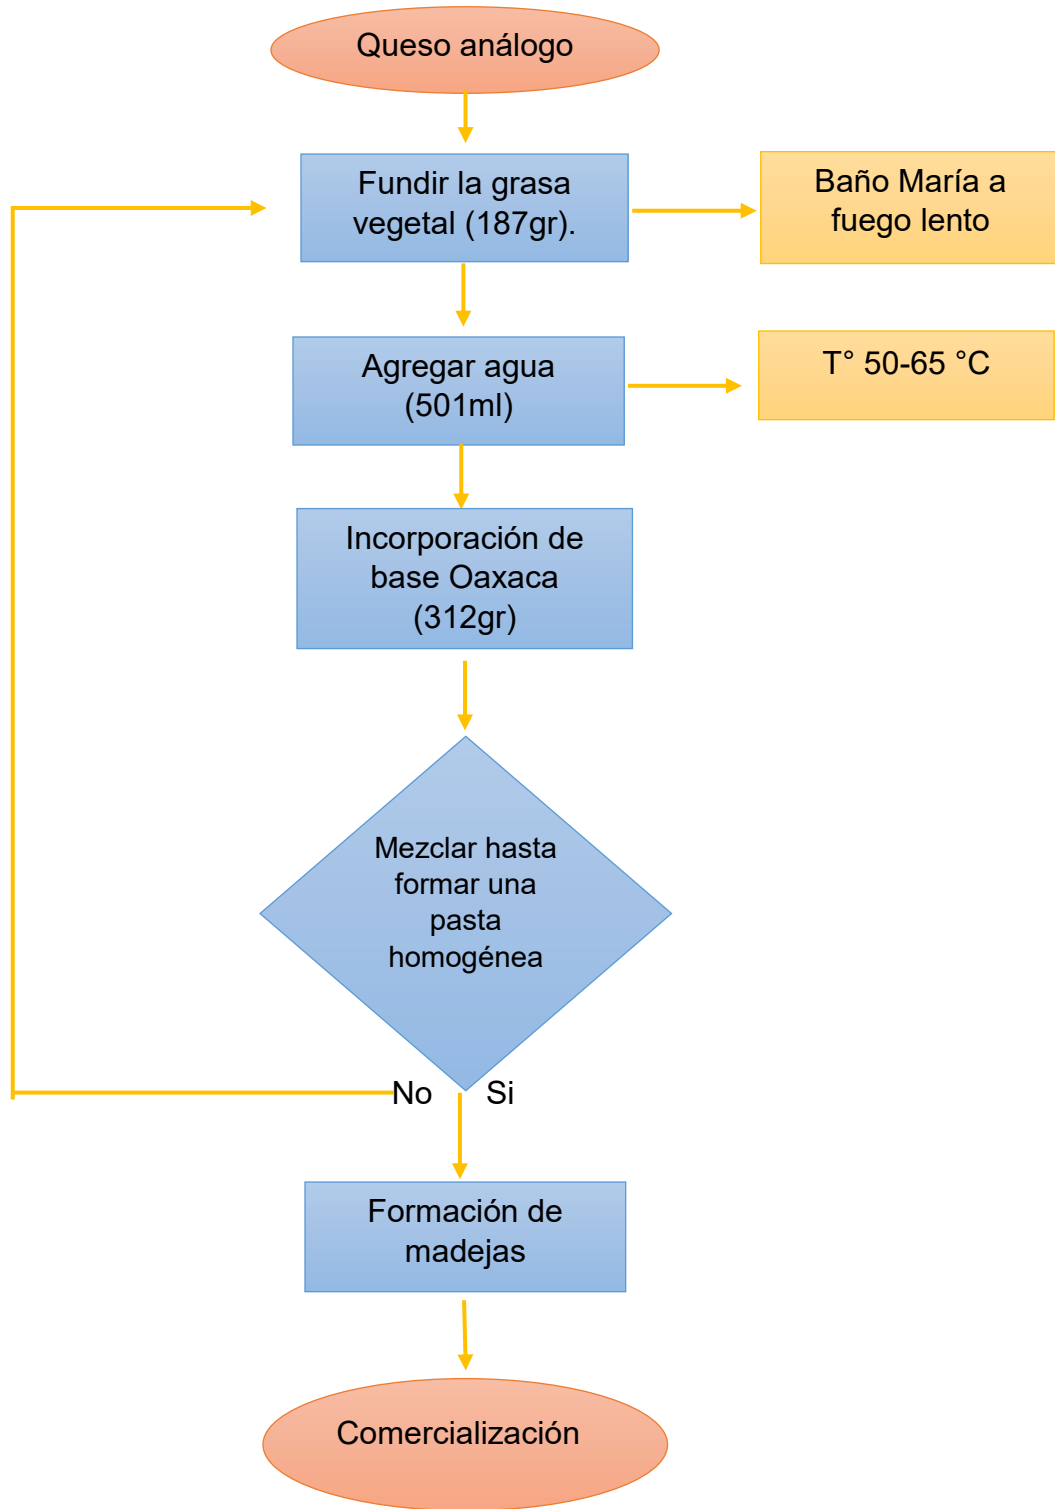 Queso análogo
Fundir la grasa
vegetal (187gr).
Baño María a
fuego lento
Agregar agua
(501ml)
T° 50-65 °C
Incorporación de
base Oaxaca
(312gr)
Mezclar hasta
formar una
pasta
homogénea
No
Si
Formación de
madejas
Comercialización